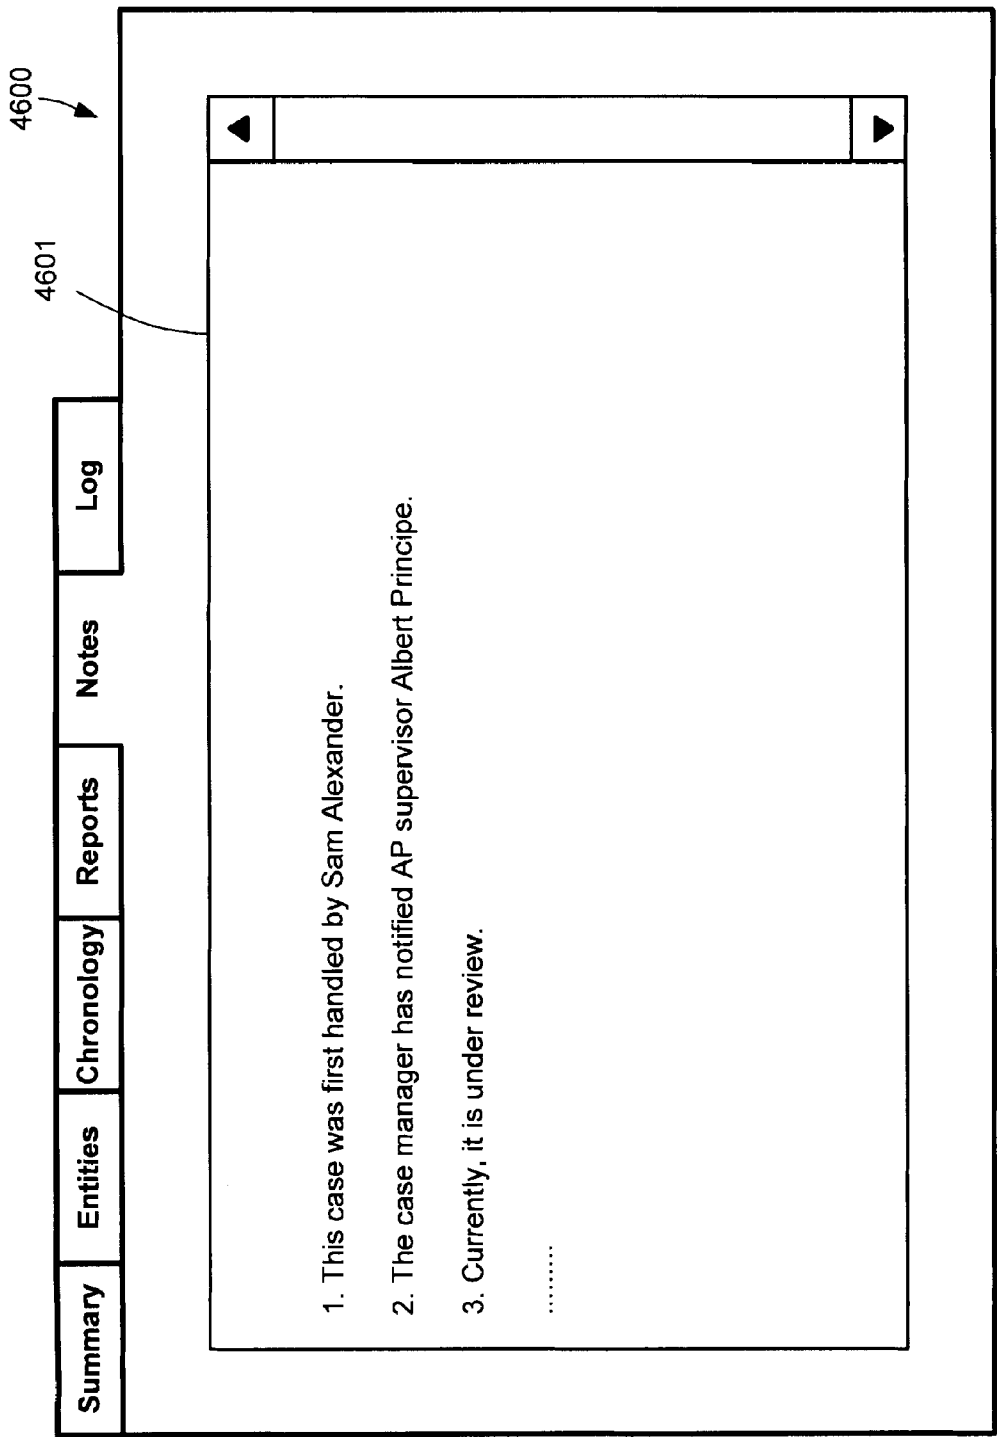 4600
4601
Summary Entities Chronology Reports Notes Log
1. This case was first handled by Sam Alexander.
2. The case manager has notified AP supervisor Albert Principe.
3. Currently, it is under review.
.........